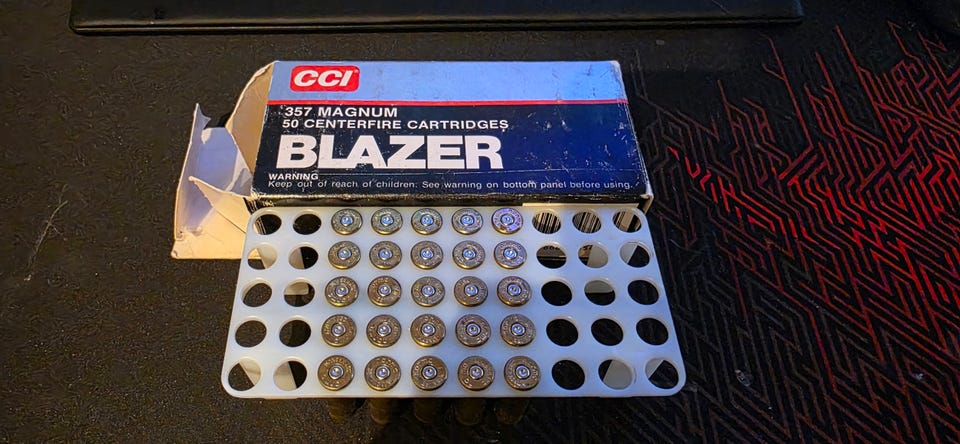 CCI
357 MAGNUM
50 CENTERFIRE CARTRIDGES
BLAZER
WARNING
Keep out of reach of children: See warning on bottom panel before using.